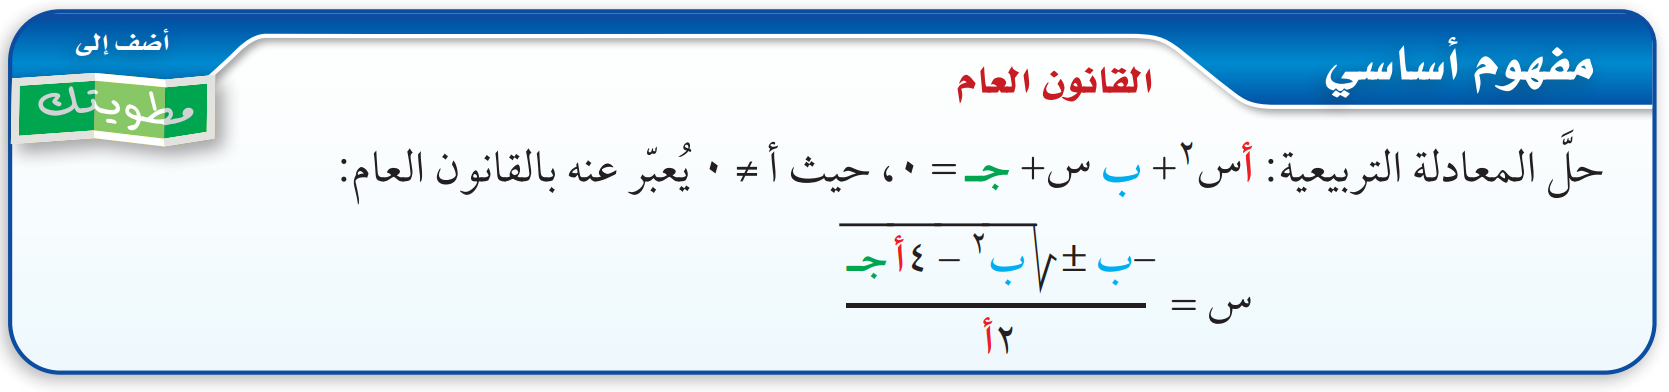 مفهوم أساسي
أضف إلى
مطويتك
القانون العام
حلَّ المعادلة التربيعية: أس٢ + ب س + جـ = ٠، حيث أ ≠ ٠ يُعبّر عنه بالقانون العام:
س = (-ب ± √(ب٢ - ٤أجـ)) / ٢أ